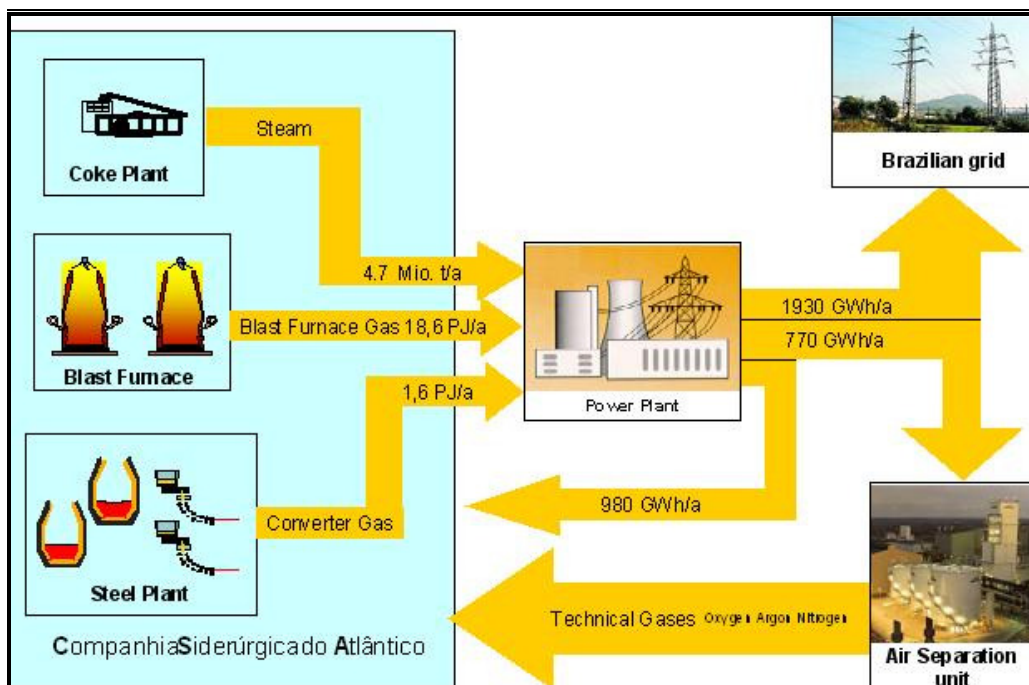 Steam
Coke Plant
4.7 Mio. t/a
Blast Furnace Gas 18,6 PJ/a
Blast Furnace
1,6 PJ/a
Converter Gas
Steel Plant
CompanhiaSiderúrgicado Atlântico
Power Plant
Brazilian grid
1930 GWh/a
770 GWh/a
980 GWh/a
Technical Gases Oxygen Argon Nitrogen
Air Separation
unit